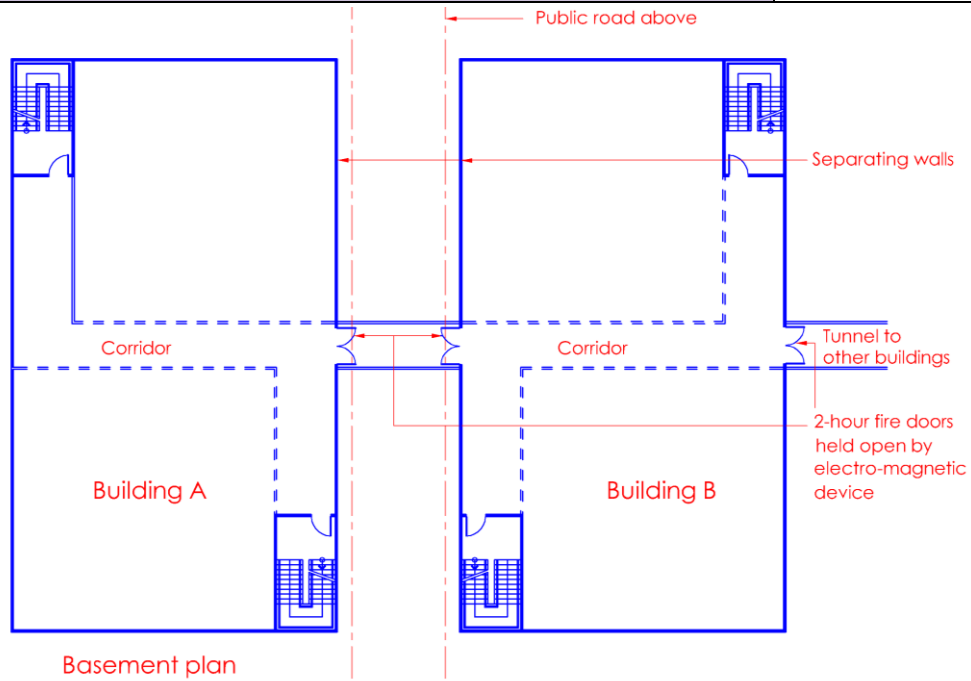 Public road above
Separating walls
Corridor
Corridor
Tunnel to
other buildings
2-hour fire doors
held open by
electro-magnetic
device
Building A
Building B
Basement plan